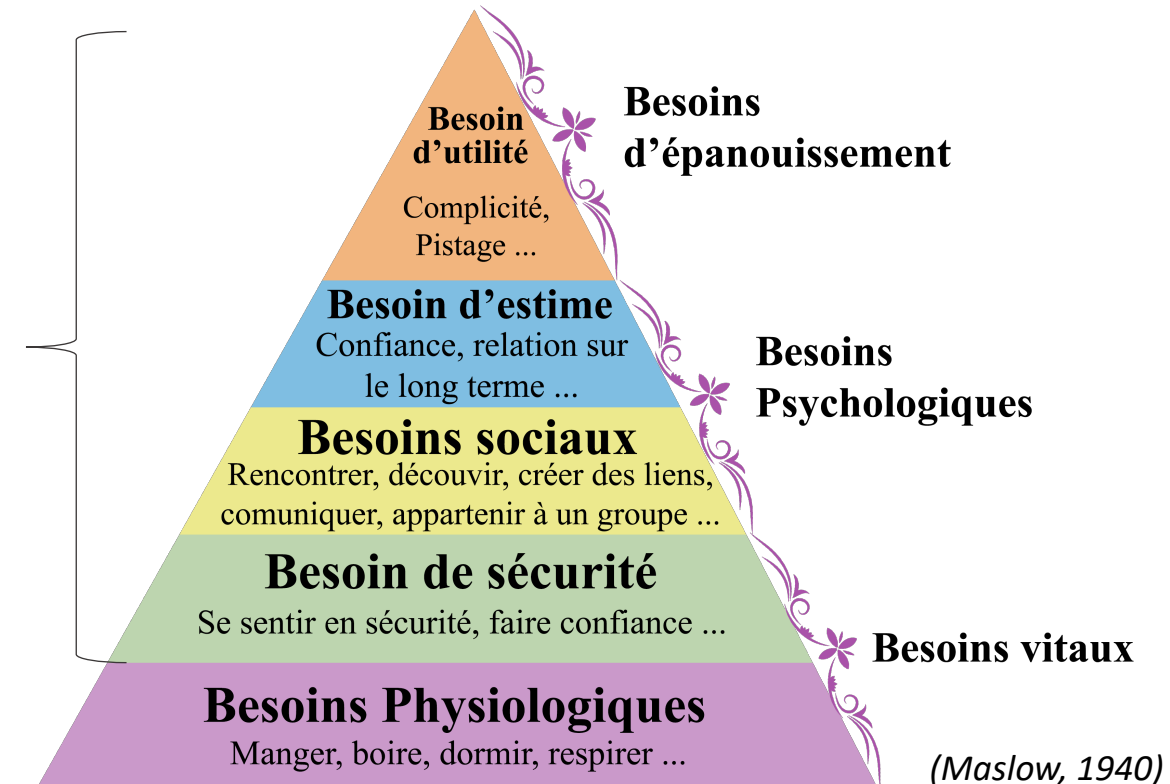 Besoin
d’utilité
Complicité,
Pistage ...
Besoins
d’épanouissement
Besoin d’estime
Confiance, relation sur
le long terme ...
Besoins
Psychologiques
Besoins sociaux
Rencontrer, découvir, créer des liens,
comuniquer, appartenir à un groupe ...
Besoin de sécurité
Se sentir en sécurité, faire confiance ...
Besoins vitaux
Besoins Physiologiques
Manger, boire, dormir, respirer ...
(Maslow, 1940)